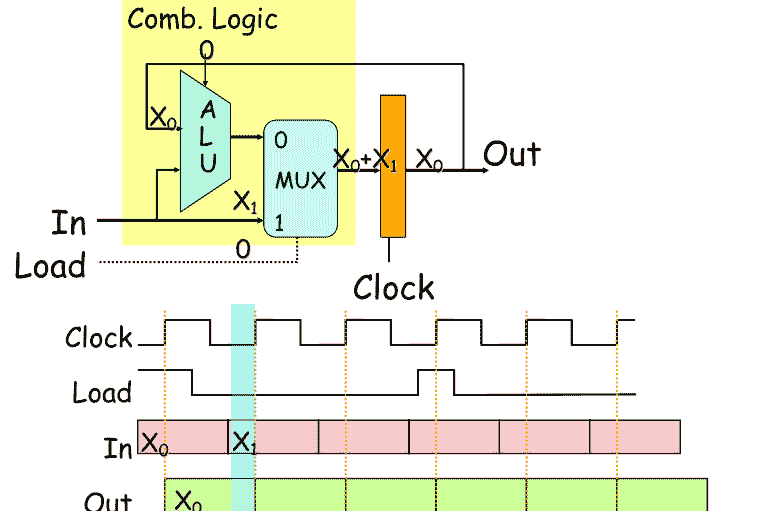 Comb. Logic
0
X₀
A
L
U
0
MUX
X₀+X₁
X₀
Out
X₁
1
In
0
Load
Clock
Clock
Load
In
X₀
X₁
Out
X₀